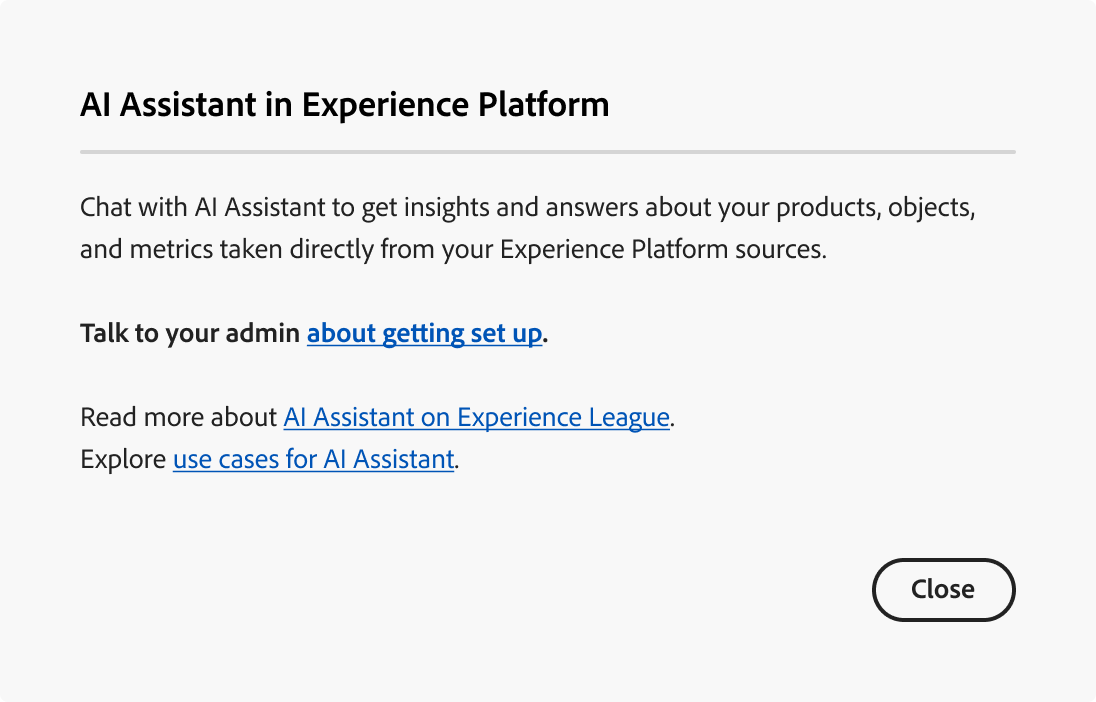 AI Assistant in Experience Platform
Chat with AI Assistant to get insights and answers about your products, objects,
and metrics taken directly from your Experience Platform sources.
Talk to your admin about getting set up.
Read more about AI Assistant on Experience League.
Explore use cases for AI Assistant.
Close